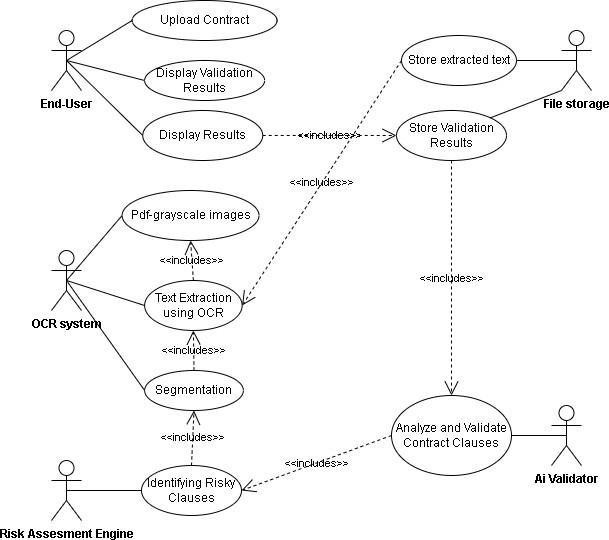 Upload Contract
Store extracted text
Display Validation
Results
End-User
File storage
Display Results
<<includes>>
Store Validation
Results
<<includes>>
Pdf-grayscale images
<<includes>>
<<includes>>
Text Extraction
using OCR
OCR system
<<includes>>
Segmentation
Analyze and Validate
Contract Clauses
<<includes>>
<<includes>>
Identifying Risky
Clauses
Ai Validator
Risk Assesment Engine